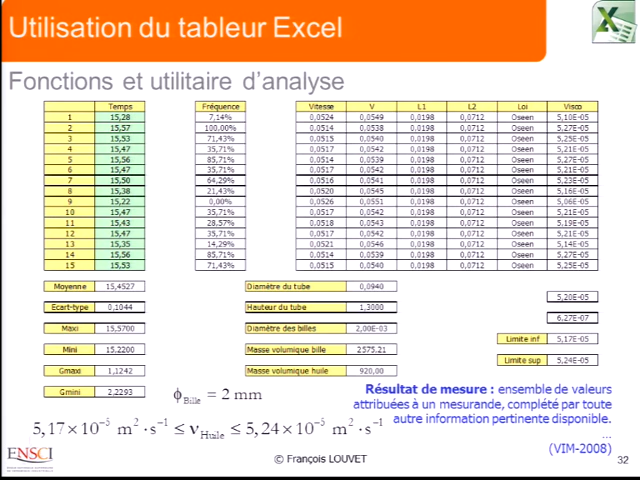 Utilisation du tableur Excel
Fonctions et utilitaire d'analyse
Temps Fréquence Vitesse V L1 L2 Loi Visco
1 15,28 7,14% 0,0524 0,0549 0,0198 0,0712 Oseen 5,10E-05
2 15,57 100,00% 0,0514 0,0538 0,0198 0,0712 Oseen 5,27E-05
3 15,53 71,43% 0,0515 0,0540 0,0198 0,0712 Oseen 5,25E-05
4 15,47 35,71% 0,0517 0,0542 0,0198 0,0712 Oseen 5,21E-05
5 15,56 85,71% 0,0514 0,0539 0,0198 0,0712 Oseen 5,27E-05
6 15,47 35,71% 0,0517 0,0542 0,0198 0,0712 Oseen 5,21E-05
7 15,50 64,29% 0,0516 0,0541 0,0198 0,0712 Oseen 5,23E-05
8 15,38 21,43% 0,0520 0,0545 0,0198 0,0712 Oseen 5,16E-05
9 15,22 0,00% 0,0526 0,0551 0,0198 0,0712 Oseen 5,06E-05
10 15,47 35,71% 0,0517 0,0542 0,0198 0,0712 Oseen 5,21E-05
11 15,43 28,57% 0,0518 0,0543 0,0198 0,0712 Oseen 5,19E-05
12 15,47 35,71% 0,0517 0,0542 0,0198 0,0712 Oseen 5,21E-05
13 15,35 14,29% 0,0521 0,0546 0,0198 0,0712 Oseen 5,14E-05
14 15,56 85,71% 0,0514 0,0539 0,0198 0,0712 Oseen 5,27E-05
15 15,53 71,43% 0,0515 0,0540 0,0198 0,0712 Oseen 5,25E-05
Moyenne 15,4527 Diamètre du tube 0,0940
5,20E-05
Ecart-type 0,1044 Hauteur du tube 1,3000
6,27E-07
Maxi 15,5700 Diamètre des billes 2,00E-03
Limite inf 5,17E-05
Mini 15,2200 Masse volumique bille 2575,21
Limite sup 5,24E-05
Gmaxi 1,1242 Masse volumique huile 920,00
Gmini 2,2293
ϕBille = 2 mm
Résultat de mesure : ensemble de valeurs
attribuées à un mesurande, complété par toute
autre information pertinente disponible.
...
(VIM-2008)
5,17×10⁻⁵ m²·s⁻¹ ≤ νHuile ≤ 5,24×10⁻⁵ m²·s⁻¹
ENSCI
© François LOUVET
32